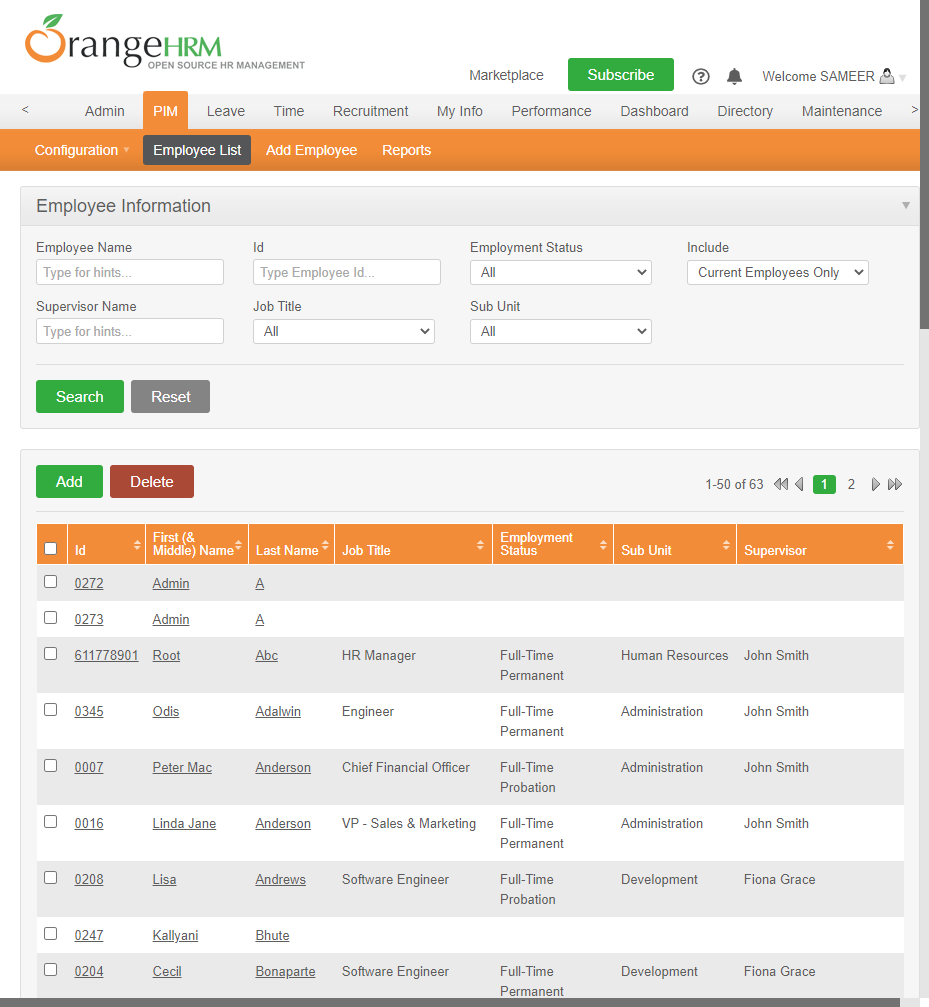 OrangeHRM
OPEN SOURCE HR MANAGEMENT
Marketplace Subscribe ? Welcome SAMEER
< Admin PIM Leave Time Recruitment My Info Performance Dashboard Directory Maintenance >
Configuration Employee List Add Employee Reports
Employee Information
Employee Name Id Employment Status Include
Type for hints... Type Employee Id... All Current Employees Only
Supervisor Name Job Title Sub Unit
Type for hints... All All
Search Reset
Add Delete 1-50 of 63 1 2
Id First (& Middle) Name Last Name Job Title Employment Status Sub Unit Supervisor
0272 Admin A
0273 Admin A
611778901 Root Abc HR Manager Full-Time Human Resources John Smith
Permanent
0345 Odis Adalwin Engineer Full-Time Administration John Smith
Permanent
0007 Peter Mac Anderson Chief Financial Officer Full-Time Administration John Smith
Probation
0016 Linda Jane Anderson VP - Sales & Marketing Full-Time Administration John Smith
Permanent
0208 Lisa Andrews Software Engineer Full-Time Development Fiona Grace
Probation
0247 Kallyani Bhute
0204 Cecil Bonaparte Software Engineer Full-Time Development Fiona Grace
Permanent